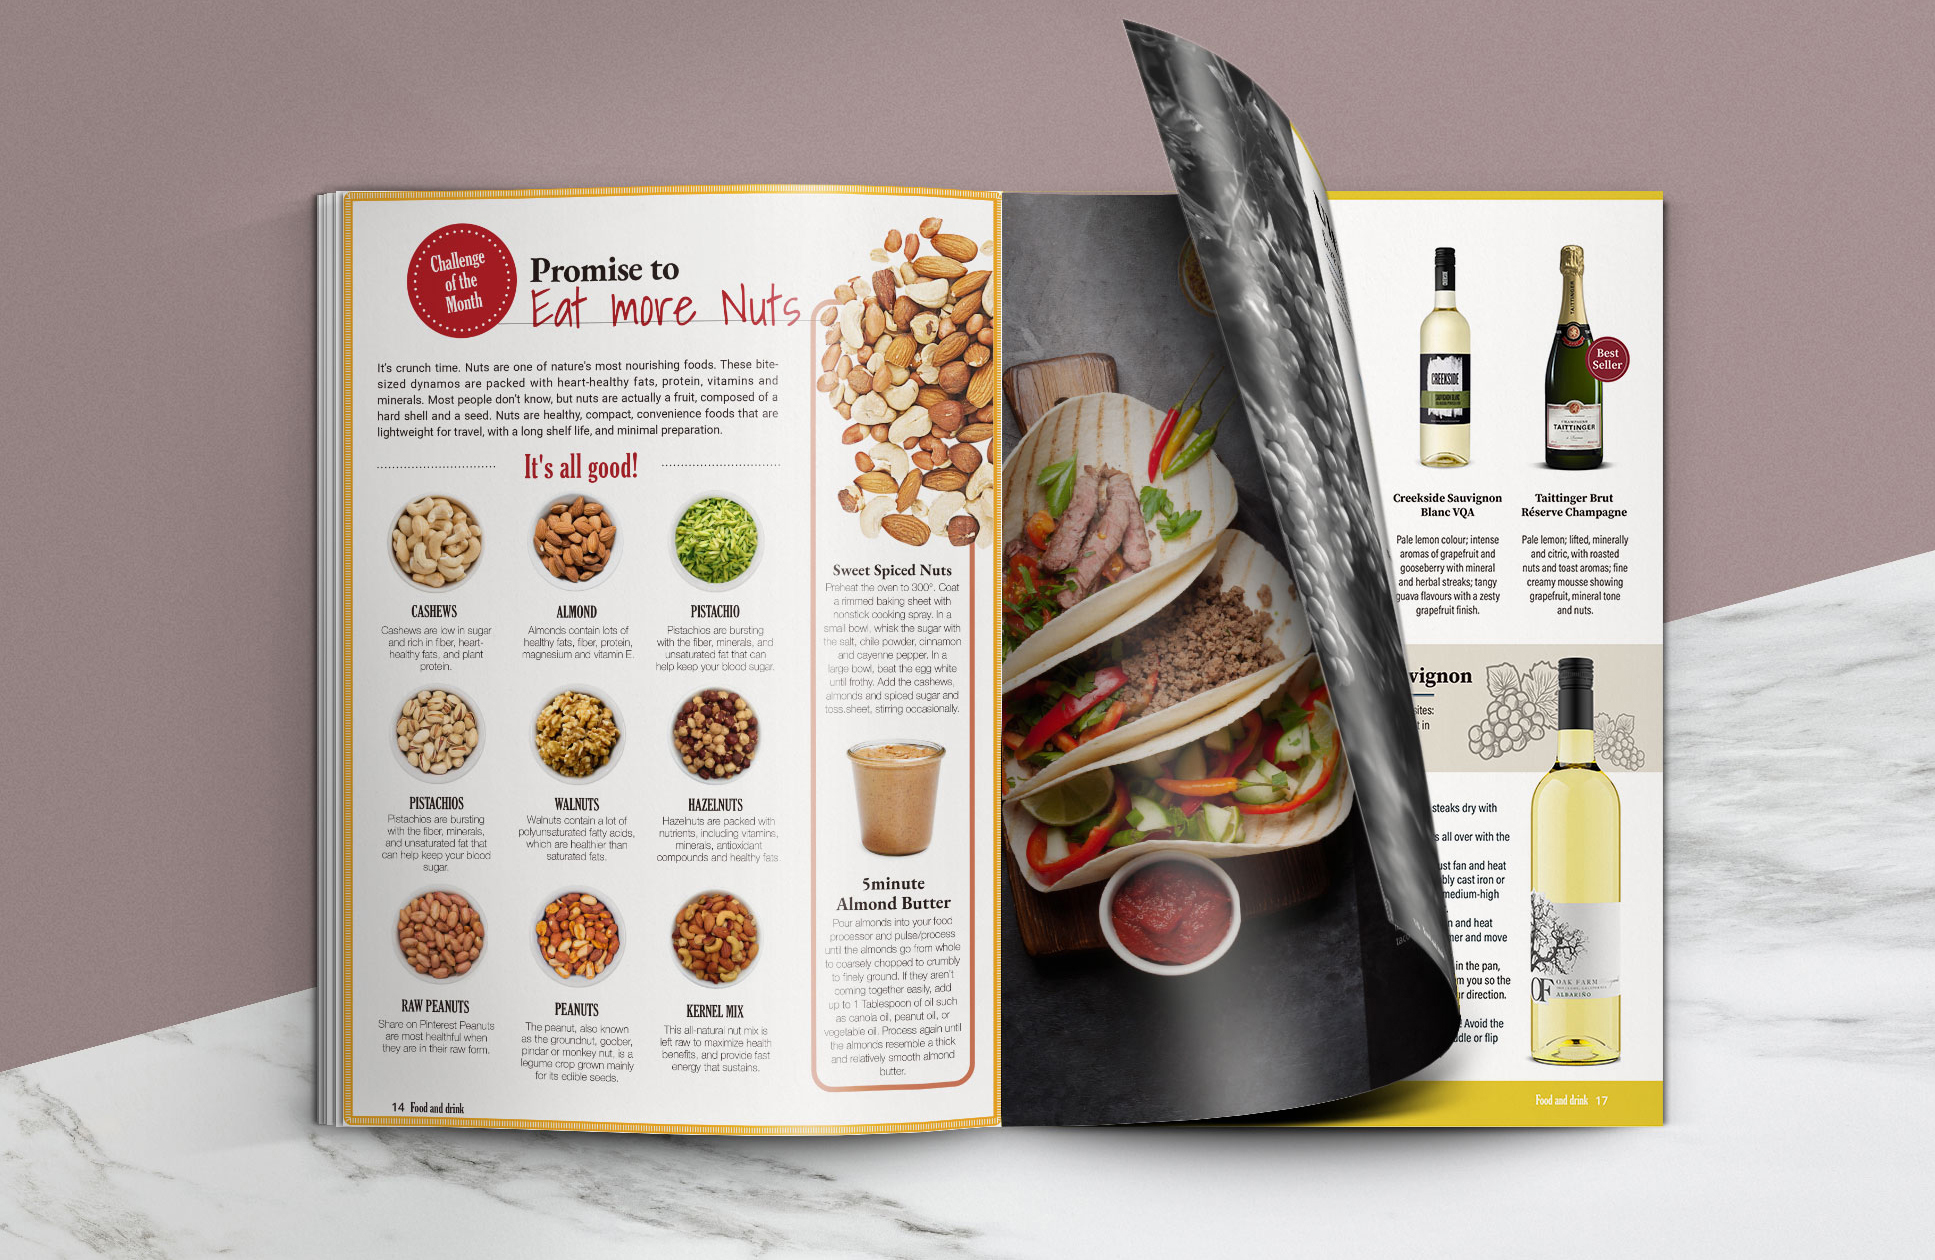 Challenge
of the
Month
Promise to
Eat more Nuts
It's crunch time. Nuts are one of nature's most nourishing foods. These bite-
sized dynamos are packed with heart-healthy fats, protein, vitamins and
minerals. Most people don't know, but nuts are actually a fruit, composed of a
hard shell and a seed. Nuts are healthy, compact, convenience foods that are
lightweight for travel, with a long shelf life, and minimal preparation.
It's all good!
CASHEWS
Cashews are low in sugar
and rich in fiber, heart-
healthy fats, and plant
protein.
ALMOND
Almonds contain lots of
healthy fats, fiber, protein,
magnesium and vitamin E.
PISTACHIO
Pistachios are bursting
with the fiber, minerals, and
unsaturated fat that can
help keep your blood sugar.
PISTACHIOS
Pistachios are bursting
with the fiber, minerals,
and unsaturated fat that
can help keep your blood
sugar.
WALNUTS
Walnuts contain a lot of
polyunsaturated fatty acids,
which are healthier than
saturated fats.
HAZELNUTS
Hazelnuts are packed with
nutrients, including vitamins,
minerals, antioxidant
compounds and healthy fats.
RAW PEANUTS
Share on Pinterest Peanuts
are most healthful when
they are in their raw form.
PEANUTS
The peanut, also known
as the groundnut, goober,
pindar or monkey nut, is a
legume crop grown mainly
for its edible seeds.
KERNEL MIX
This all-natural nut mix is
left raw to maximize health
benefits, and provide fast
energy that sustains.
Sweet Spiced Nuts
Preheat the oven to 300°. Coat
a rimmed baking sheet with
nonstick cooking spray. In a
small bowl, whisk the sugar with
the salt, chile powder, cinnamon
and cayenne pepper. In a
large bowl, beat the egg white
until frothy. Add the cashews,
almonds and spiced sugar and
toss.sheet, stirring occasionally.
5minute
Almond Butter
Pour almonds into your food
processor and pulse/process
until the almonds go from whole
to coarsely chopped to crumbly
to finely ground. If they aren't
coming together easily, add
up to 1 Tablespoon of oil such
as canola oil, peanut oil, or
vegetable oil. Process again until
the almonds resemble a thick
and relatively smooth almond
butter.
14 Food and drink
CREEKSIDE
SAUVIGNON BLANC
TAITTINGER
CHAMPAGNE
TAITTINGER
Best
Seller
Creekside Sauvignon
Blanc VQA
Pale lemon colour; intense
aromas of grapefruit and
gooseberry with mineral
and herbal streaks; tangy
guava flavours with a zesty
grapefruit finish.
Taittinger Brut
Réserve Champagne
Pale lemon; lifted, minerally
and citric, with roasted
nuts and toast aromas; fine
creamy mousse showing
grapefruit, mineral tone
and nuts.
vignon
sites:
t in
steaks dry with
s all over with the
ust fan and heat
bly cast iron or
medium-high
n and heat
ner and move
in the pan,
m you so the
ir direction.
Avoid the
dle or flip
OF OAK FARM
ALBARIÑO
Food and drink 17